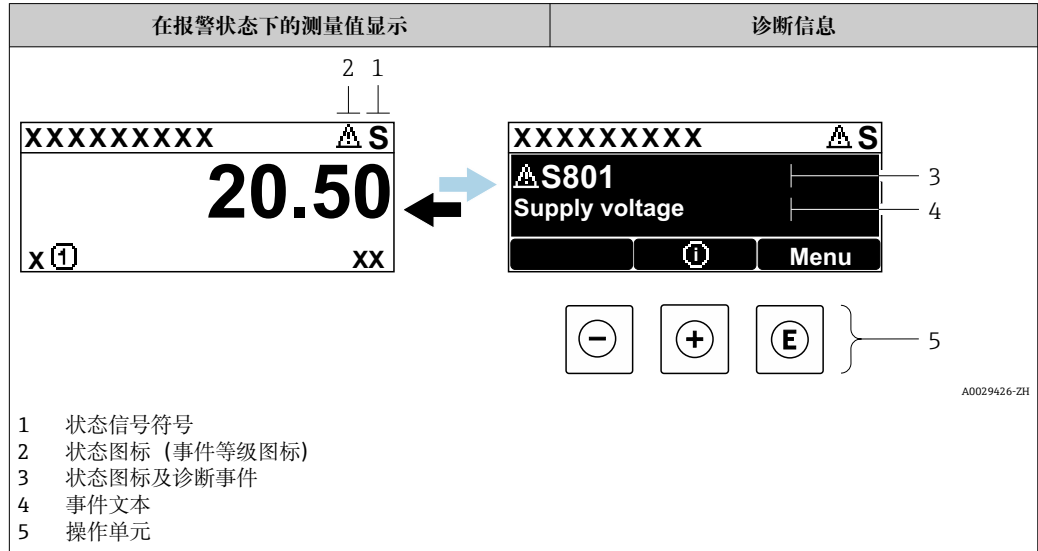 在报警状态下的测量值显示 诊断信息
2 1
XXXXXXXXX S
20.50
X 1 XX
XXXXXXXXX S
S801
Supply voltage
i Menu
3
4
− + E
5
A0029426-ZH
1 状态信号符号
2 状态图标（事件等级图标）
3 状态图标及诊断事件
4 事件文本
5 操作单元